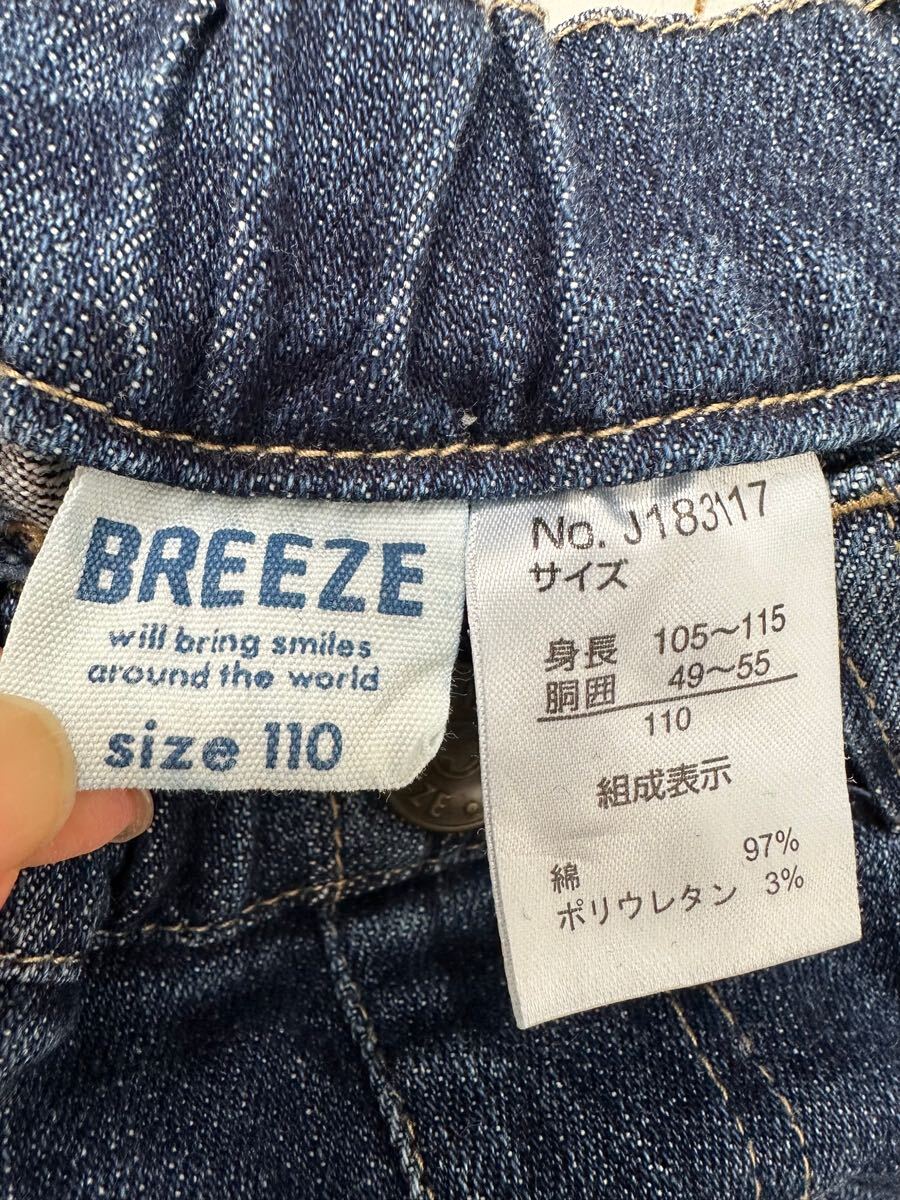 BREEZE
will bring smiles
around the world
size 110
No. J183117
サイズ
身長 105~115
胴囲 49~55
110
組成表示
綿 97%
ポリウレタン 3%